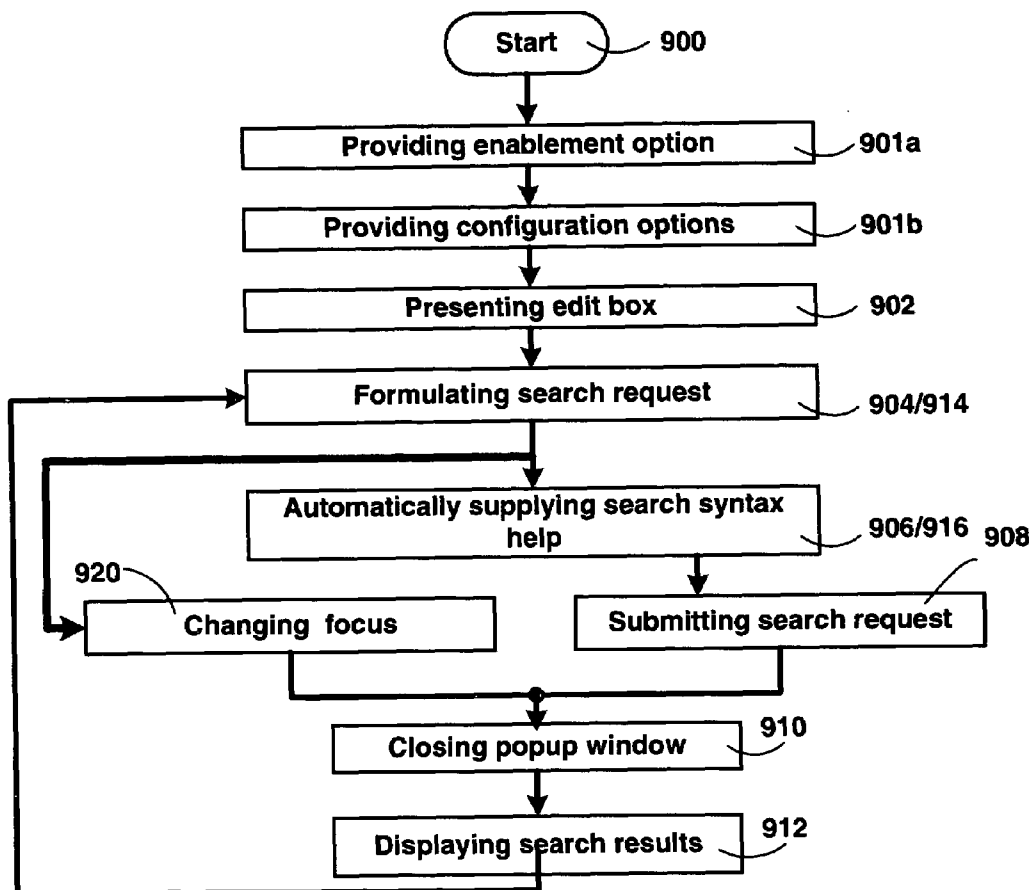 Start
900
Providing enablement option
901a
Providing configuration options
901b
Presenting edit box
902
Formulating search request
904/914
Automatically supplying search syntax
help
906/916
908
920
Changing focus
Submitting search request
Closing popup window
910
Displaying search results
912